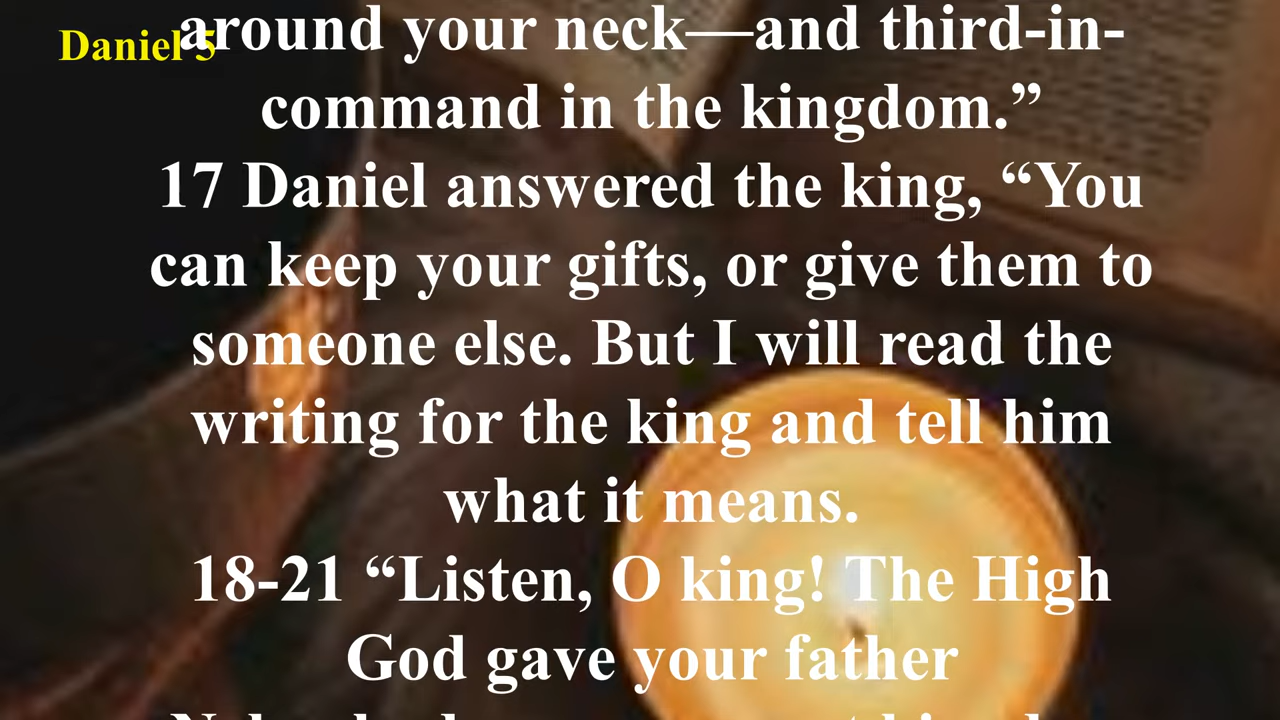 Daniel 5
around your neck—and third-in-
command in the kingdom.”
17 Daniel answered the king, “You
can keep your gifts, or give them to
someone else. But I will read the
writing for the king and tell him
what it means.
18-21 “Listen, O king! The High
God gave your father